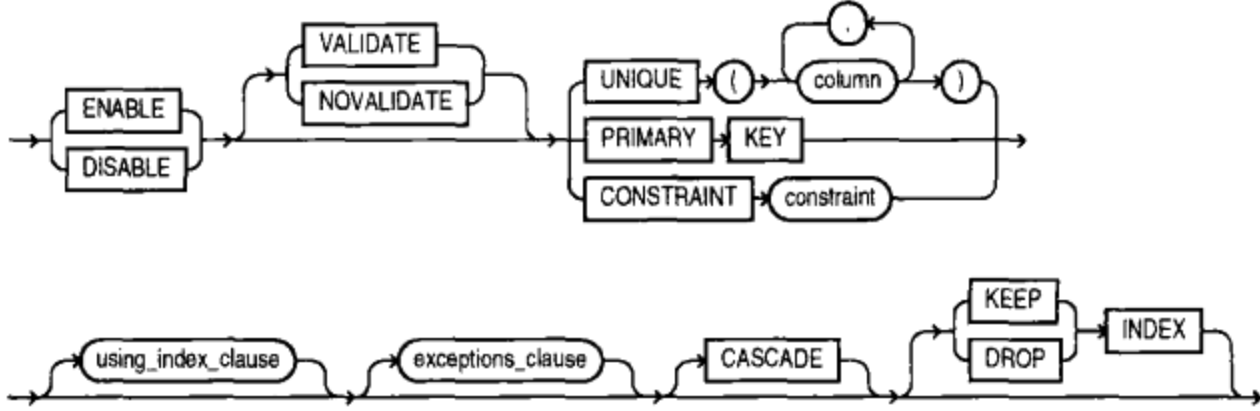 VALIDATE
NOVALIDATE
ENABLE
DISABLE
UNIQUE ( column , )
PRIMARY KEY
CONSTRAINT constraint
using_index_clause
exceptions_clause
CASCADE
KEEP
DROP
INDEX